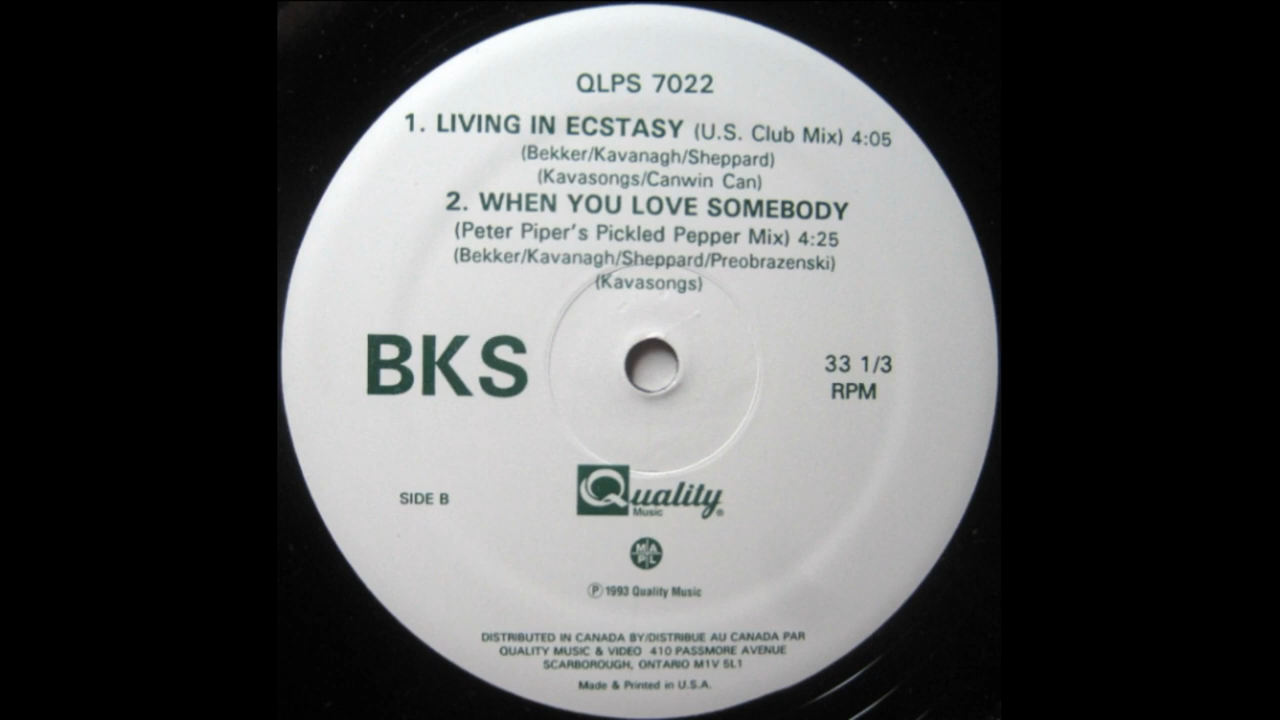 QLPS 7022
1. LIVING IN ECSTASY (U.S. Club Mix) 4:05
(Bekker/Kavanagh/Sheppard)
(Kavasongs/Canwin Can)
2. WHEN YOU LOVE SOMEBODY
(Peter Piper's Pickled Pepper Mix) 4:25
(Bekker/Kavanagh/Sheppard/Preobrazenski)
(Kavasongs)
BKS
33 1/3
RPM
SIDE B
Quality
Music ®
MAPL
Ⓟ 1993 Quality Music
DISTRIBUTED IN CANADA BY/DISTRIBUE AU CANADA PAR
QUALITY MUSIC & VIDEO 410 PASSMORE AVENUE
SCARBOROUGH, ONTARIO M1V 5L1
Made & Printed in U.S.A.